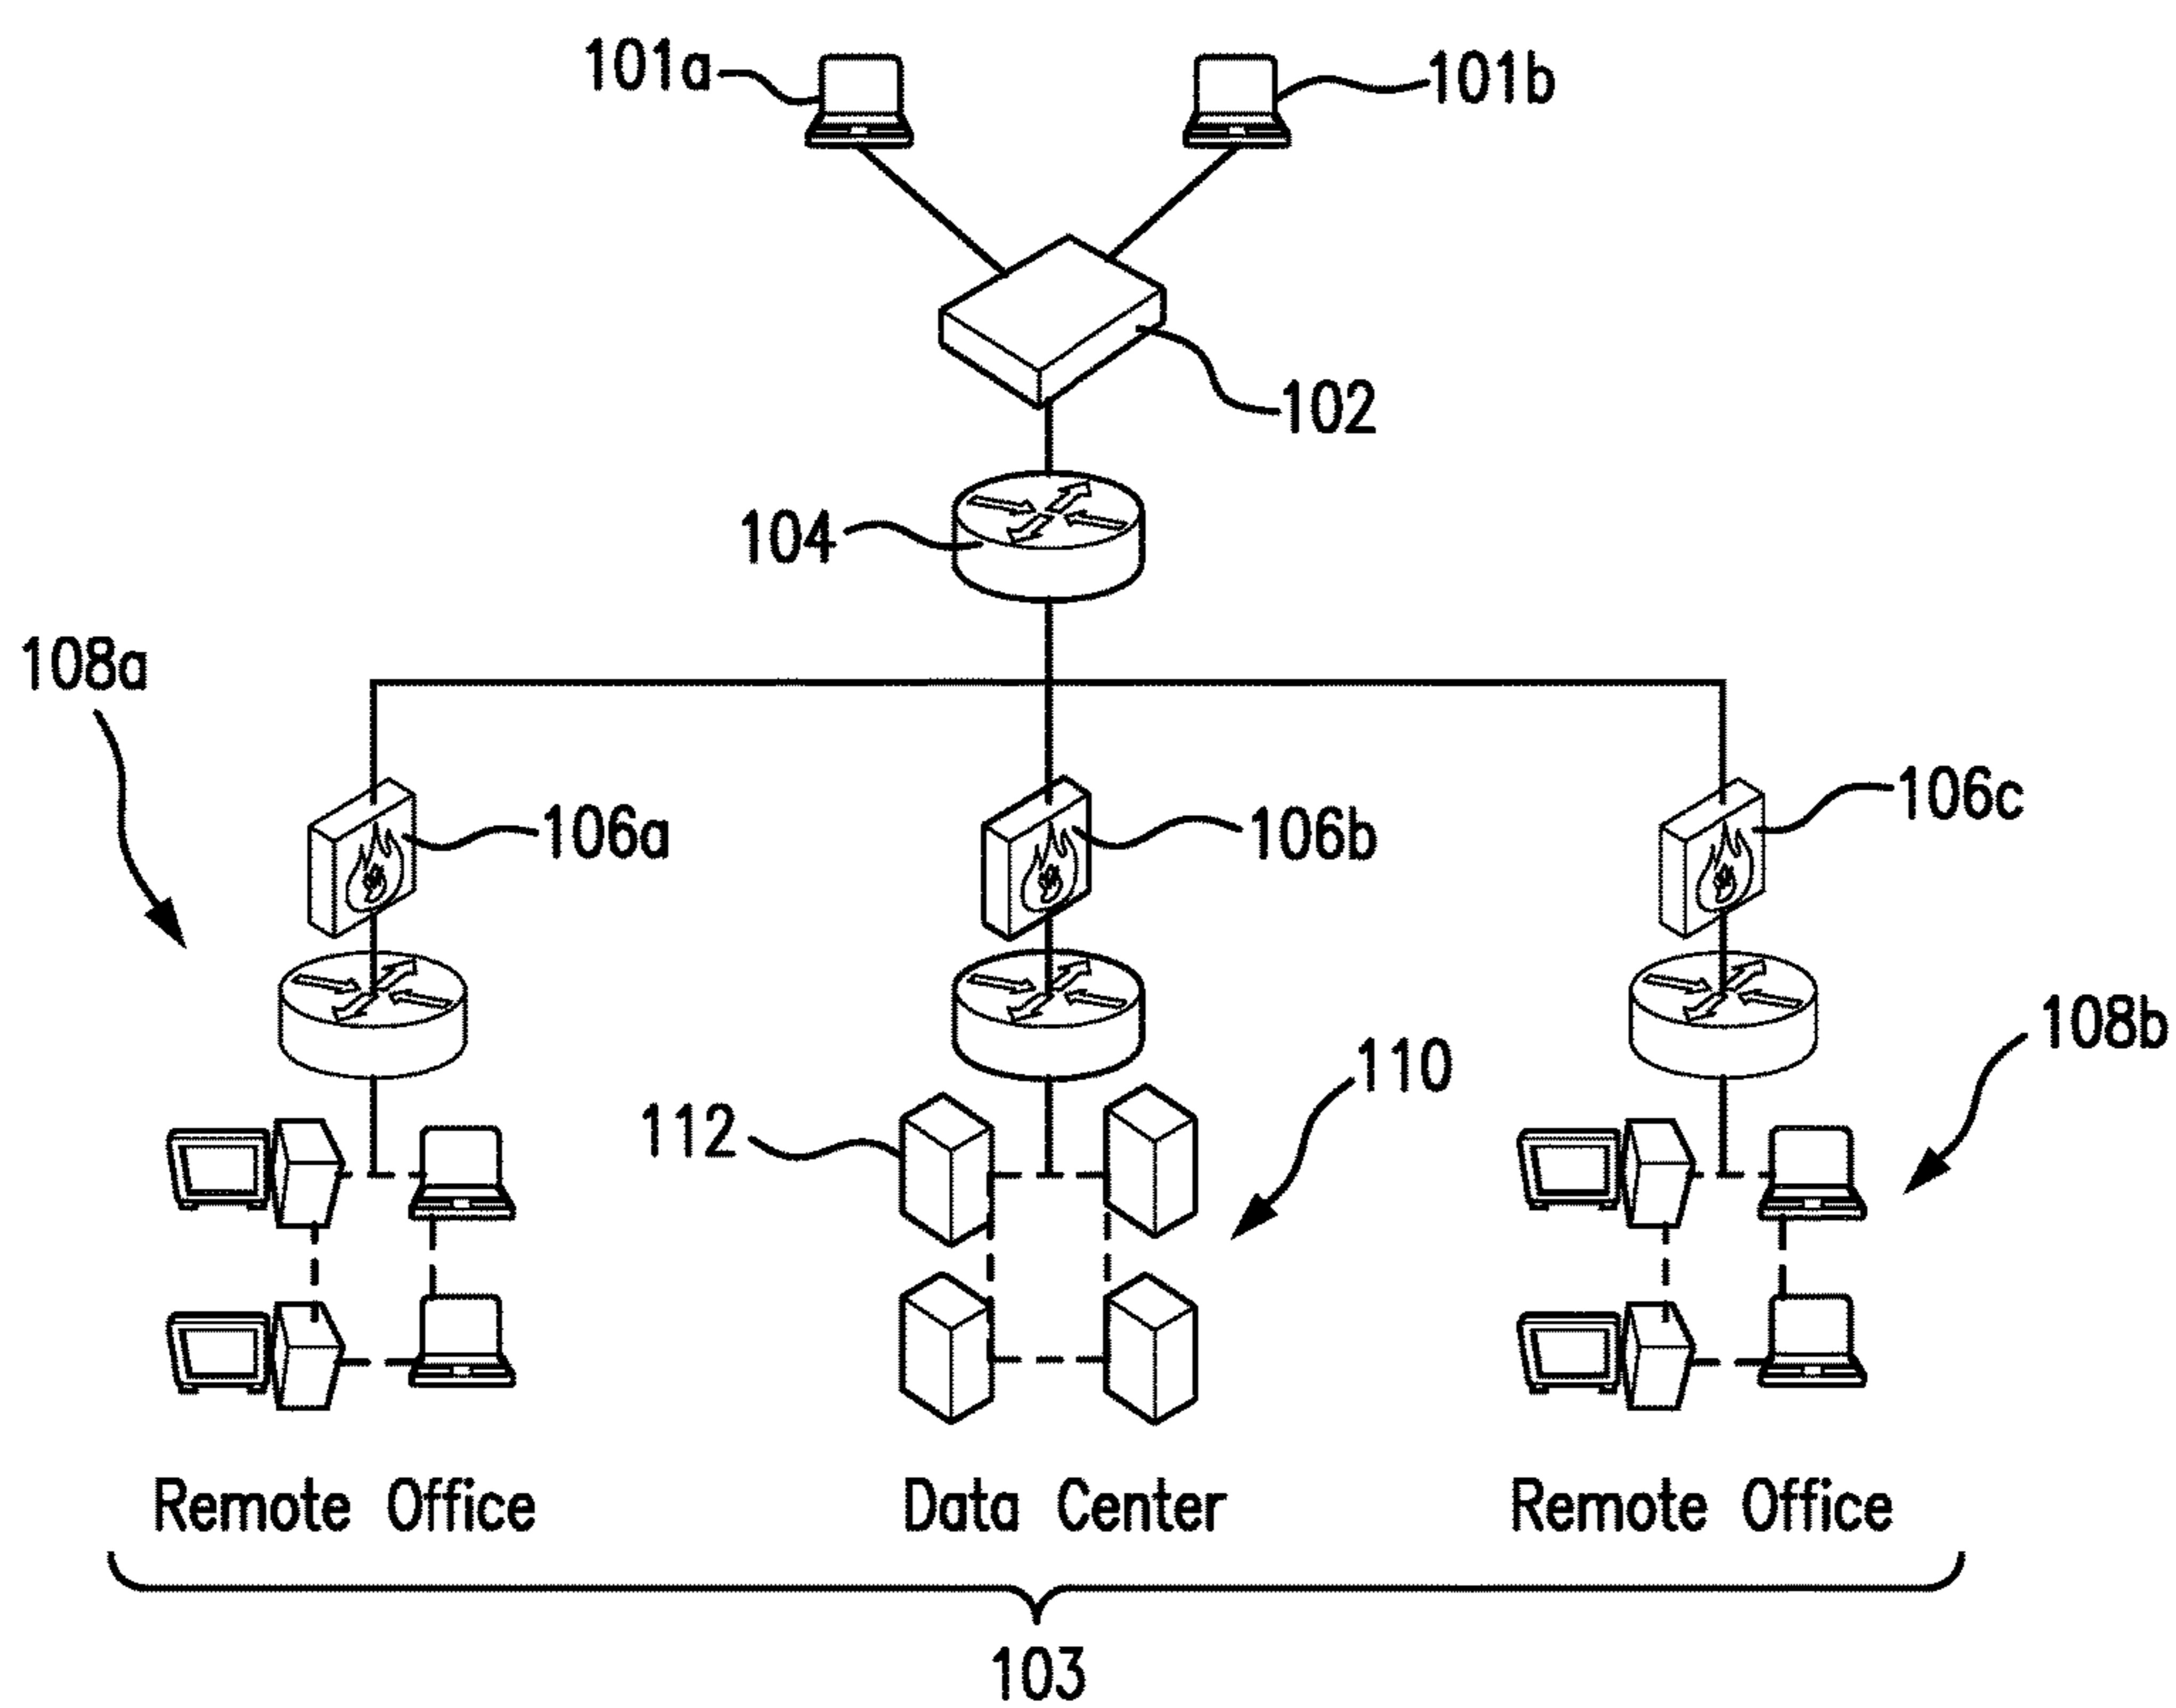 101a
101b
102
104
108a
106a
106b
106c
108b
110
112
Remote Office
Data Center
Remote Office
103